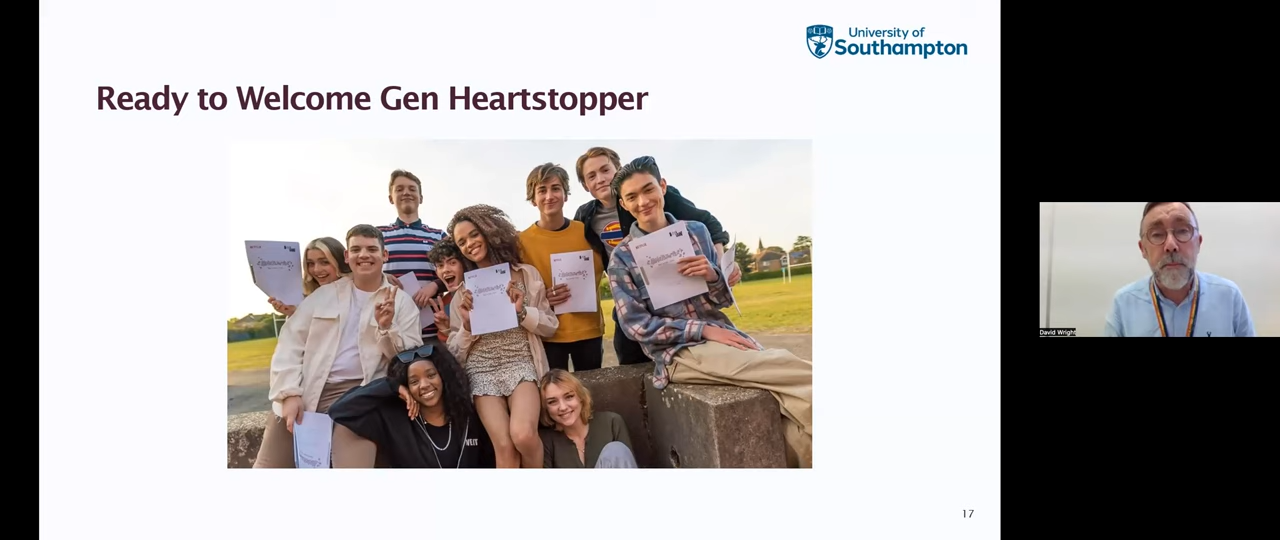 University of
Southampton
Ready to Welcome Gen Heartstopper
David Wright
17